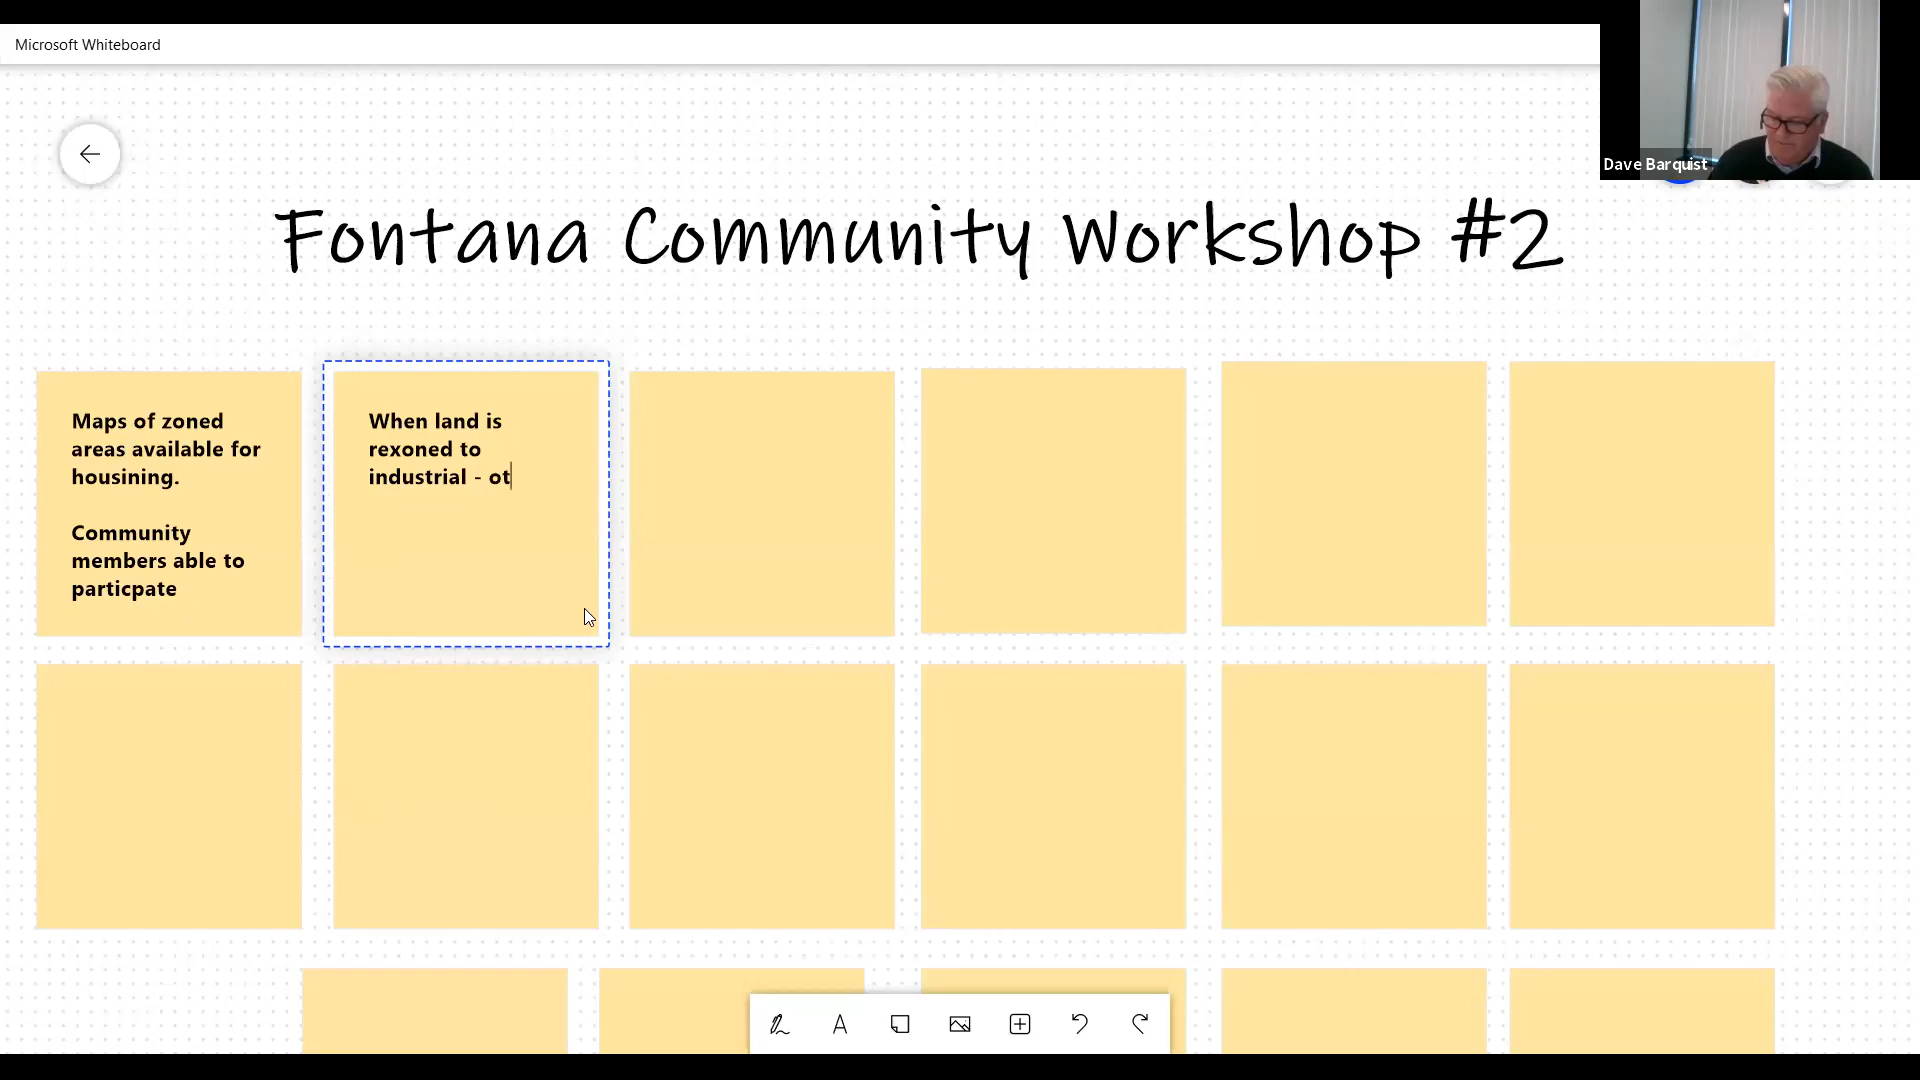 Microsoft Whiteboard
Dave Barquist
Fontana Community Workshop #2
Maps of zoned
areas available for
housining.
Community
members able to
particpate
When land is
rexoned to
industrial - ot